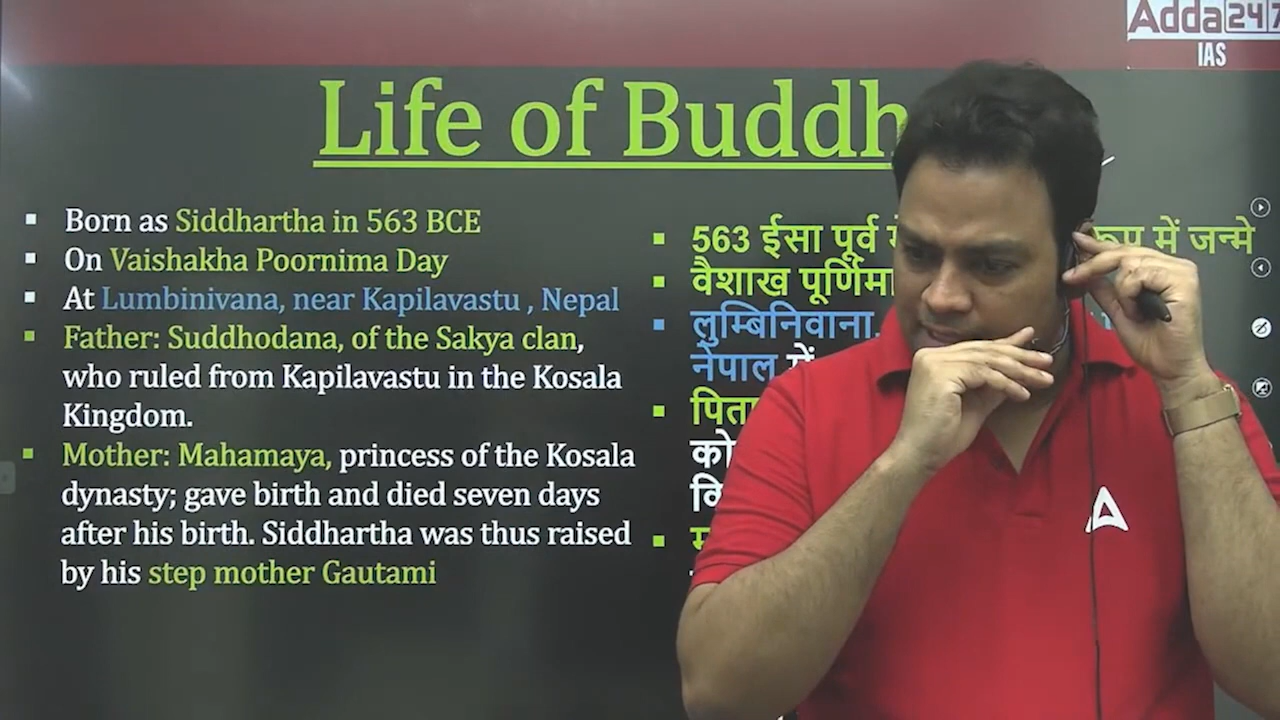 Adda247
IAS
Life of Buddh
Born as Siddhartha in 563 BCE
On Vaishakha Poornima Day
At Lumbinivana, near Kapilavastu , Nepal
Father: Suddhodana, of the Sakya clan,
who ruled from Kapilavastu in the Kosala
Kingdom.
Mother: Mahamaya, princess of the Kosala
dynasty; gave birth and died seven days
after his birth. Siddhartha was thus raised
by his step mother Gautami
563 ईसा पूर्व रूप में जन्मे
वैशाख पूर्णिमा
लुम्बिनिवाना,
नेपाल में
पिता